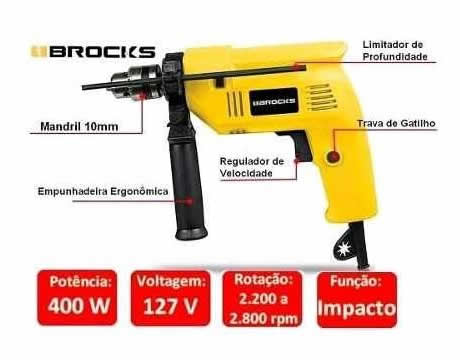 BROCKS
Limitador de
Profundidade
BROCKS
Mandril 10mm
Trava de Gatilho
Regulador de
Velocidade
Empunhadeira Ergonômica
Potência:
400 W
Voltagem:
127 V
Rotação:
2.200 a
2.800 rpm
Função:
Impacto